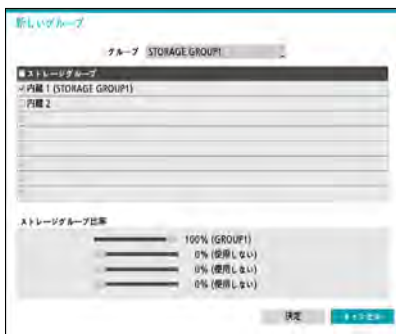 新しいグループ
グループ STORAGE GROUP1
ストレージグループ
内蔵 1 (STORAGE GROUP1)
内蔵 2
ストレージグループ比率
100% (GROUP1)
0% (使用しない)
0% (使用しない)
0% (使用しない)
決定 キャンセル